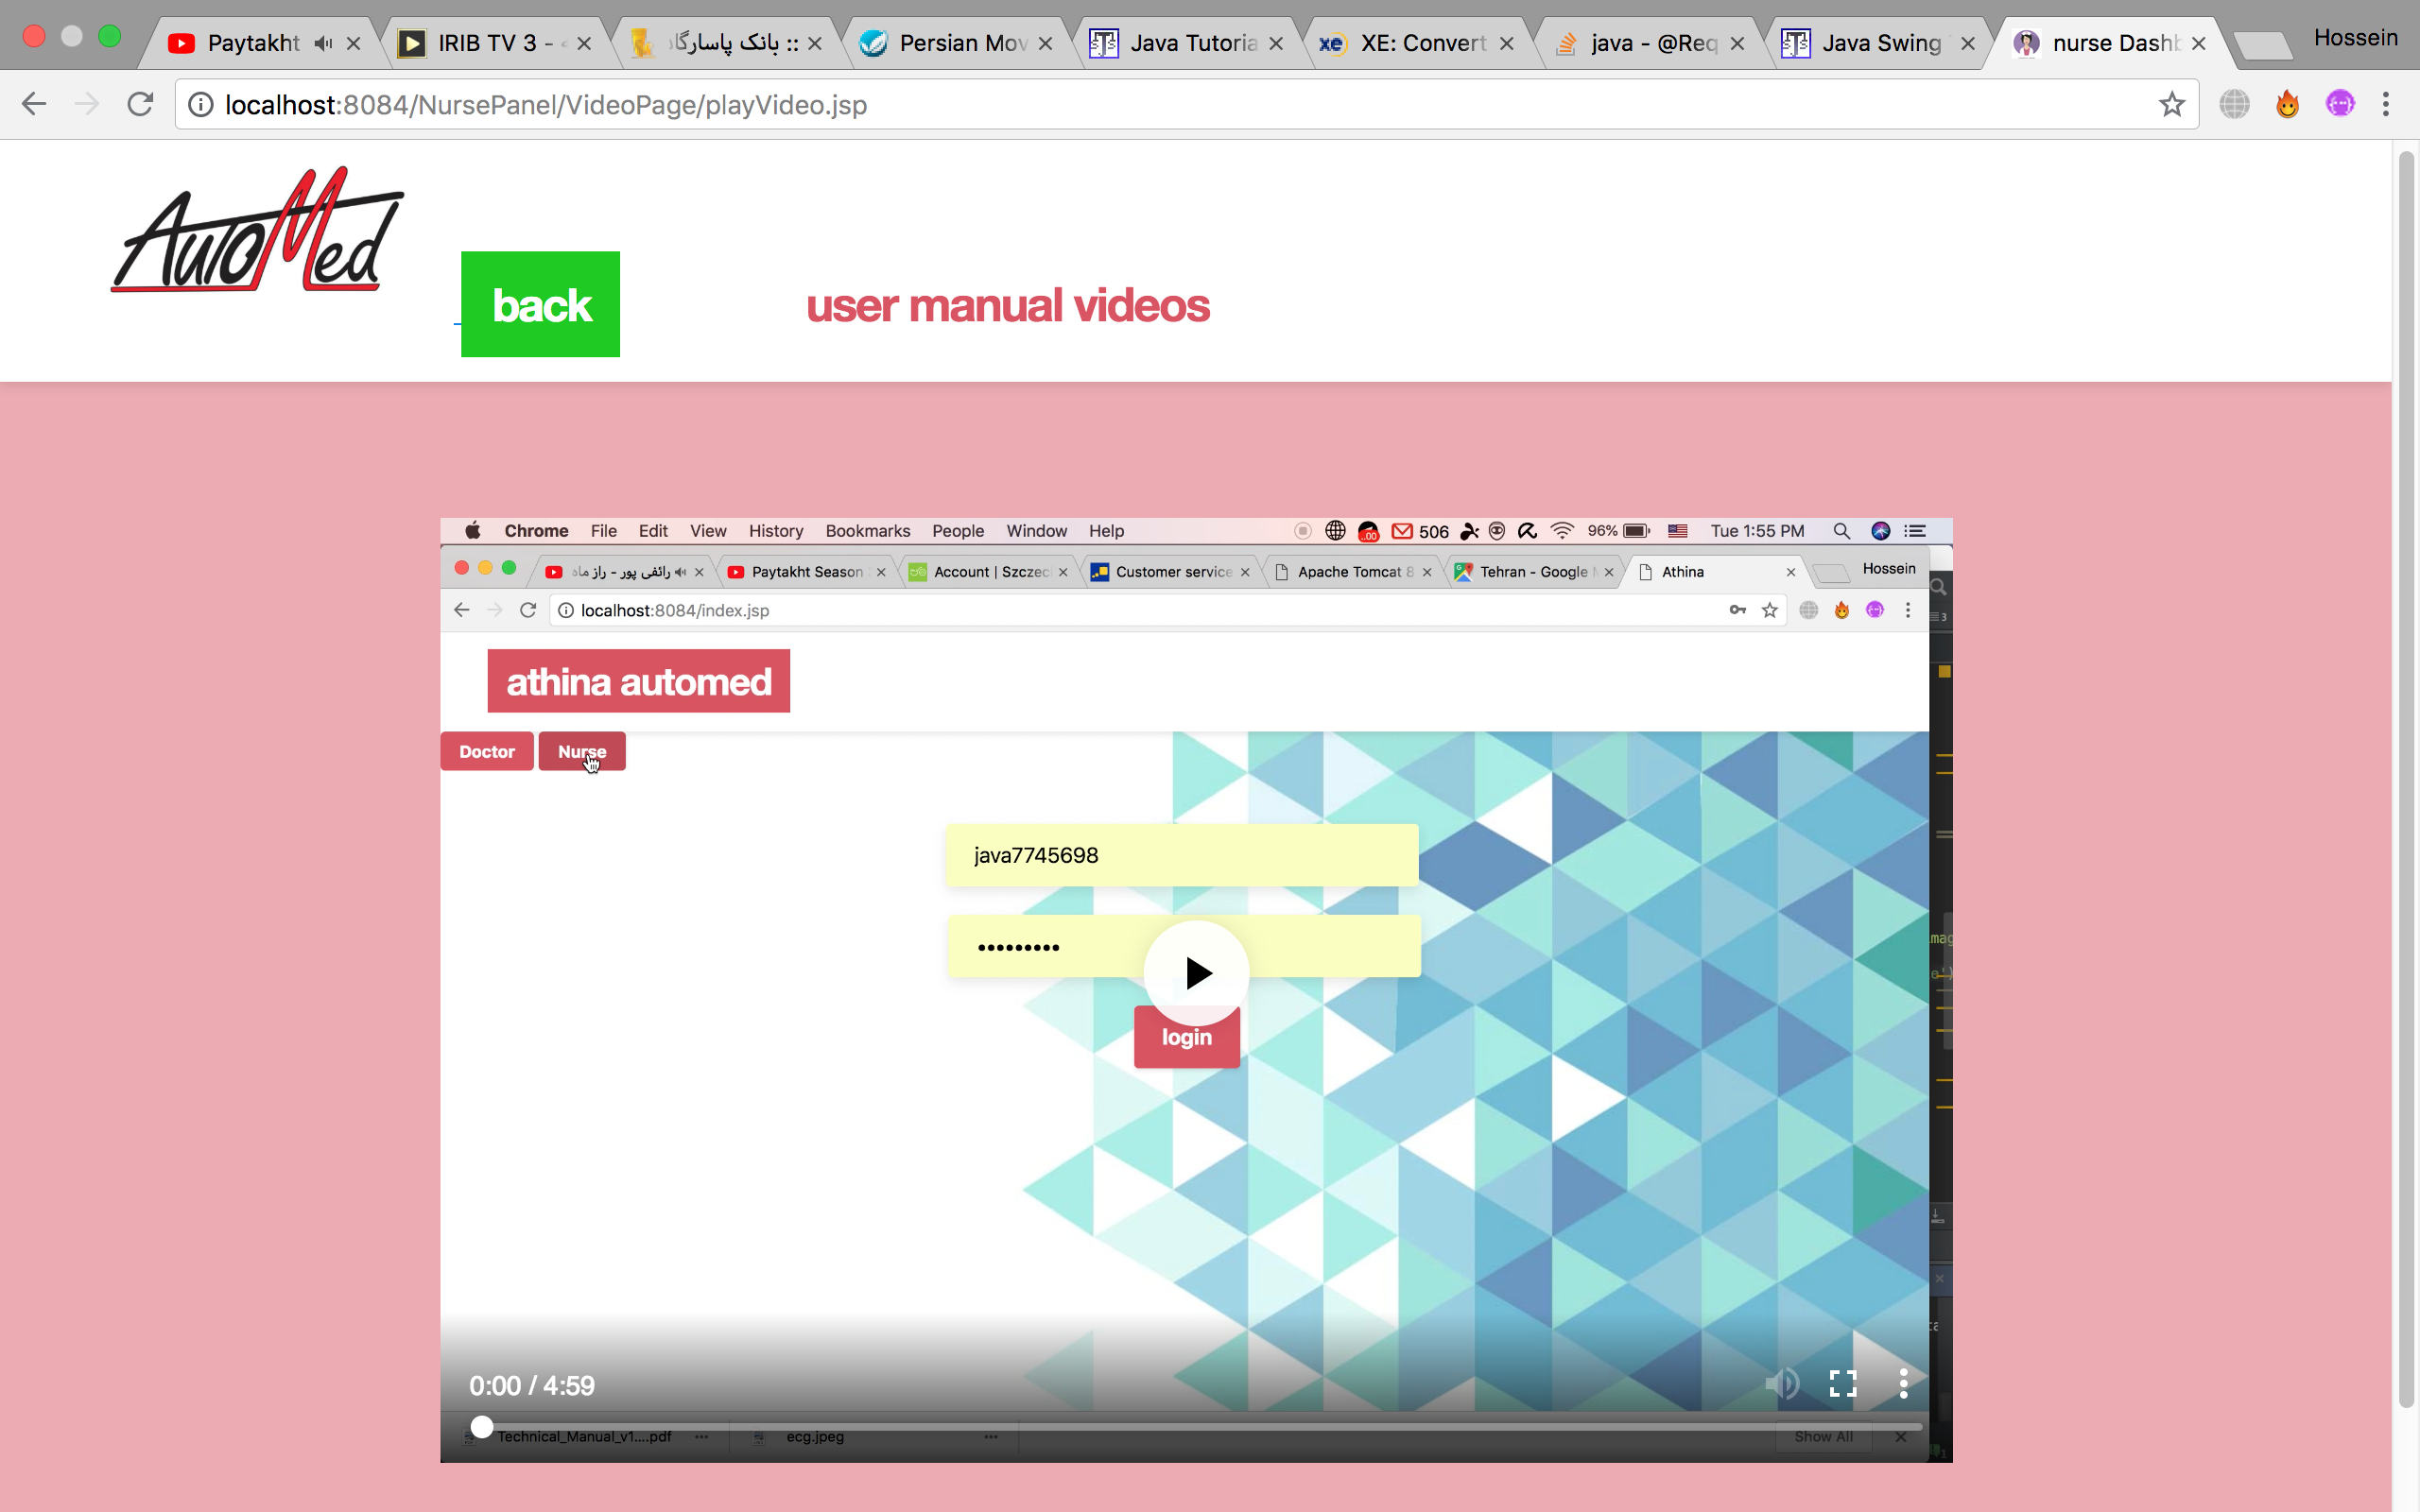 Paytakht
IRIB TV 3 -
بانک پاسارگاد ::
Persian Mov
Java Tutoria
XE: Convert
java - @Req
Java Swing
nurse Dashb
Hossein
localhost:8084/NursePanel/VideoPage/playVideo.jsp
AutoMed
back
user manual videos
Chrome File Edit View History Bookmarks People Window Help
.00 506 96% Tue 1:55 PM
رائفی پور - راز ماه
Paytakht Season
Account | Szczec
Customer service
Apache Tomcat 8
Tehran - Google M
Athina
Hossein
localhost:8084/index.jsp
3
athina automed
Doctor Nurse
java7745698
•••••••••
login
0:00 / 4:59
Technical_Manual_v1....pdf
ecg.jpeg
Show All